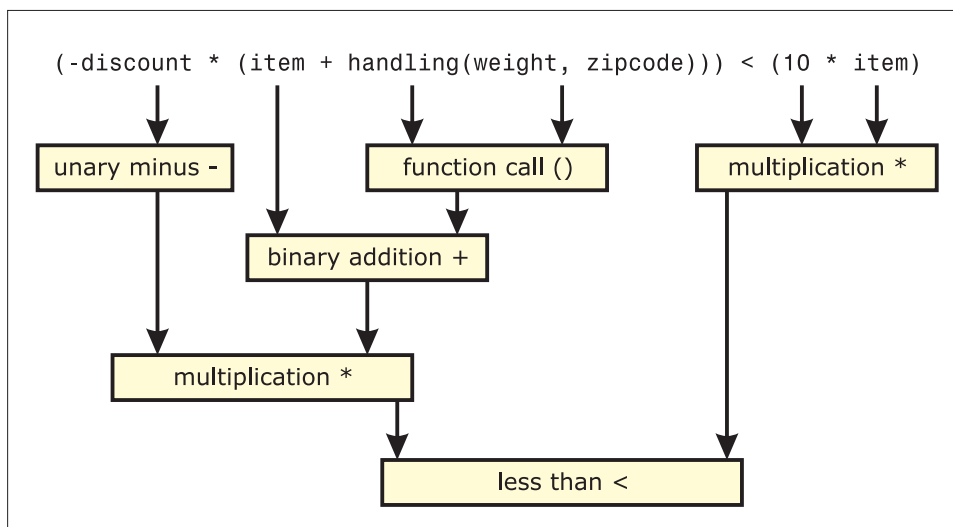 (-discount * (item + handling(weight, zipcode))) < (10 * item)
unary minus -
function call ()
multiplication *
binary addition +
multiplication *
less than <